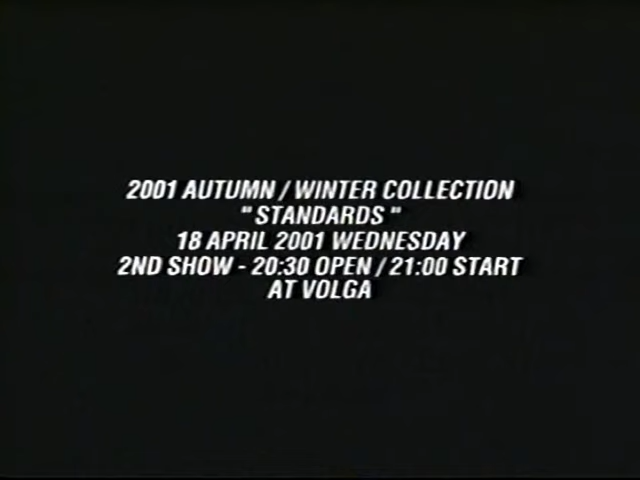 2001 AUTUMN / WINTER COLLECTION
" STANDARDS "
18 APRIL 2001 WEDNESDAY
2ND SHOW - 20:30 OPEN / 21:00 START
AT VOLGA